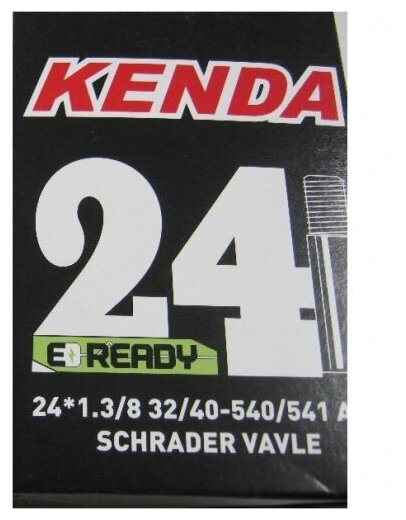 KENDA
24
E READY
24*1.3/8 32/40-540/541 A
SCHRADER VAVLE